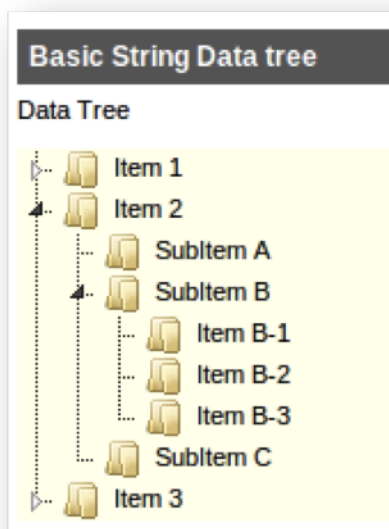 Basic String Data tree
Data Tree
Item 1
Item 2
SubItem A
SubItem B
Item B-1
Item B-2
Item B-3
SubItem C
Item 3